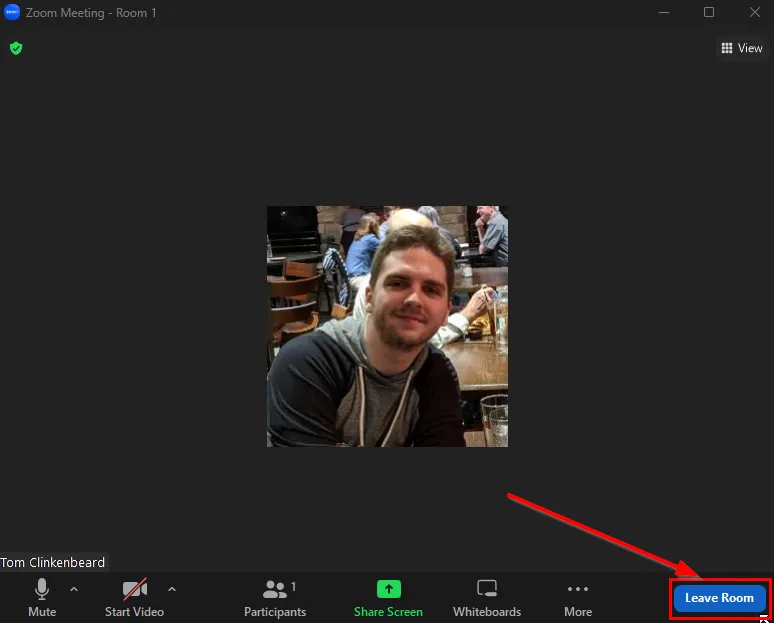 Zoom Meeting - Room 1
View
Tom Clinkenbeard
Mute
Start Video
Participants
1
Share Screen
Whiteboards
More
Leave Room